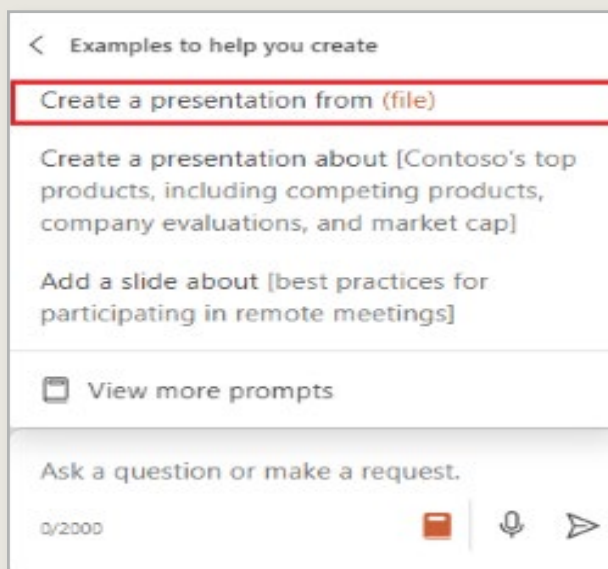 Examples to help you create
Create a presentation from (file)
Create a presentation about [Contoso's top
products, including competing products,
company evaluations, and market cap]
Add a slide about [best practices for
participating in remote meetings]
View more prompts
Ask a question or make a request.
0/2000